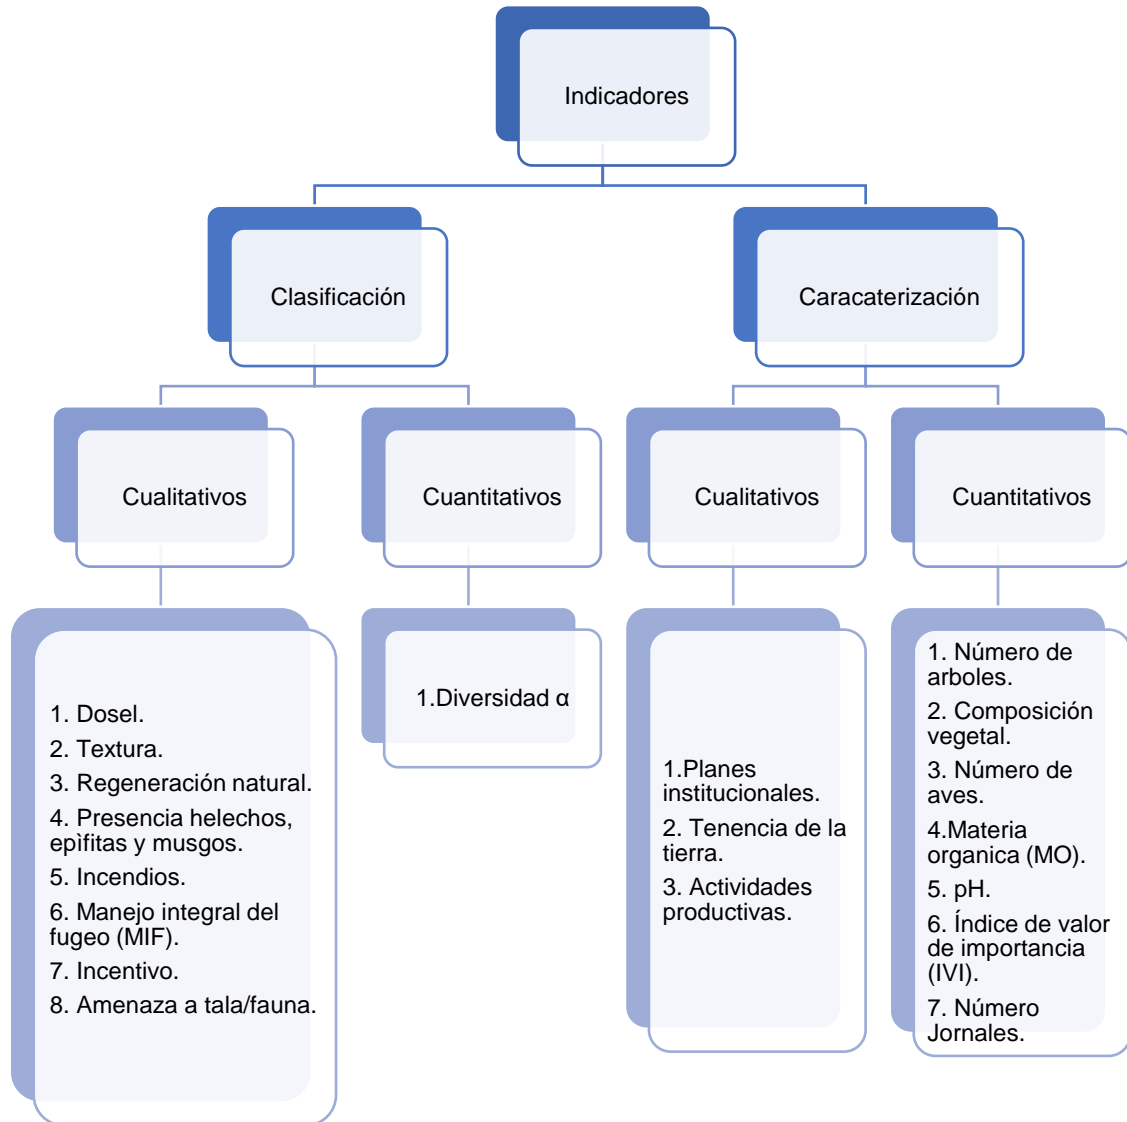 Indicadores
Clasificación
Caracaterización
Cualitativos
Cuantitativos
Cualitativos
Cuantitativos
1. Dosel.
2. Textura.
3. Regeneración natural.
4. Presencia helechos,
epìfitas y musgos.
5. Incendios.
6. Manejo integral del
fugeo (MIF).
7. Incentivo.
8. Amenaza a tala/fauna.
1.Diversidad α
1.Planes
institucionales.
2. Tenencia de la
tierra.
3. Actividades
productivas.
1. Número de
arboles.
2. Composición
vegetal.
3. Número de
aves.
4.Materia
organica (MO).
5. pH.
6. Índice de valor
de importancia
(IVI).
7. Número
Jornales.